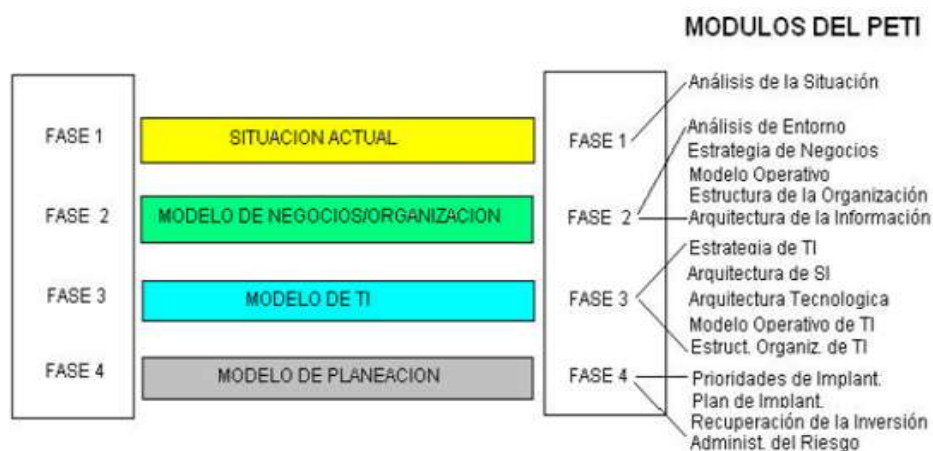 MODULOS DEL PETI
FASE 1
SITUACION ACTUAL
FASE 2
MODELO DE NEGOCIOS/ORGANIZACION
FASE 3
MODELO DE TI
FASE 4
MODELO DE PLANEACION
FASE 1
Análisis de la Situación
FASE 2
Análisis de Entorno
Estrategia de Negocios
Modelo Operativo
Estructura de la Organización
Arquitectura de la Información
FASE 3
Estrategia de TI
Arquitectura de SI
Arquitectura Tecnologica
Modelo Operativo de TI
Estruct. Organiz. de TI
FASE 4
Prioridades de Implant.
Plan de Implant.
Recuperación de la Inversión
Administ. del Riesgo